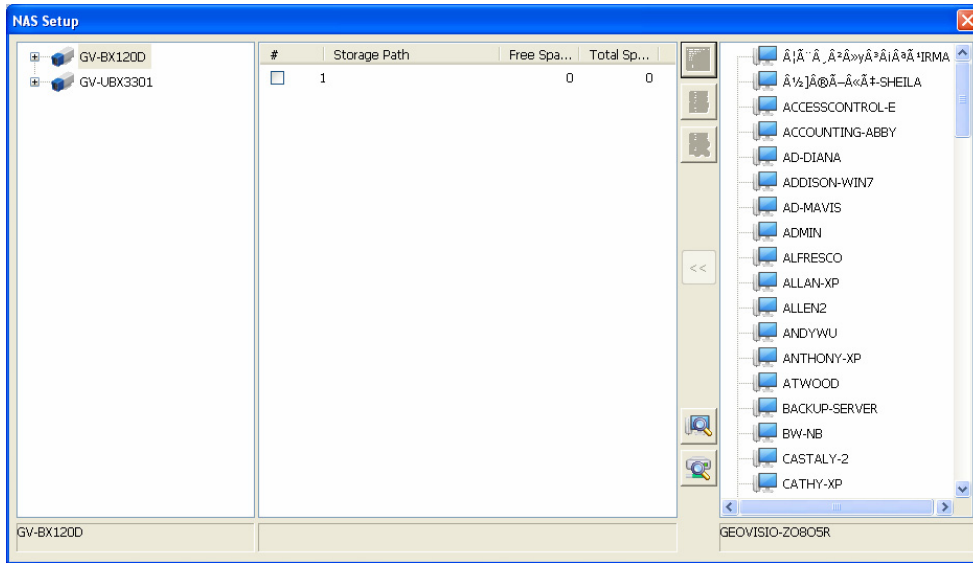 NAS Setup
GV-BX120D
GV-UBX3301
# Storage Path Free Spa... Total Sp...
1 0 0
<<
IRMA
SHEILA
ACCESSCONTROL-E
ACCOUNTING-ABBY
AD-DIANA
ADDISON-WIN7
AD-MAVIS
ADMIN
ALFRESCO
ALLAN-XP
ALLEN2
ANDYWU
ANTHONY-XP
ATWOOD
BACKUP-SERVER
BW-NB
CASTALY-2
CATHY-XP
GV-BX120D
GEOVISIO-ZO8O5R